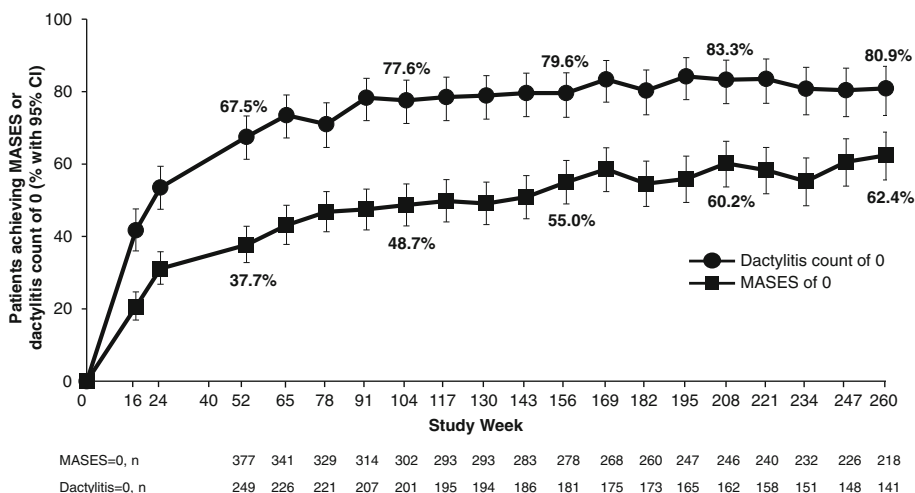 Patients achieving MASES or
dactylitis count of 0 (% with 95% CI)
100
80
60
40
20
0
67.5%
77.6%
79.6%
83.3%
80.9%
37.7%
48.7%
55.0%
60.2%
62.4%
Dactylitis count of 0
MASES of 0
0 16 24 40 52 65 78 91 104 117 130 143 156 169 182 195 208 221 234 247 260
Study Week
MASES=0, n 377 341 329 314 302 293 293 283 278 268 260 247 246 240 232 226 218
Dactylitis=0, n 249 226 221 207 201 195 194 186 181 175 173 165 162 158 151 148 141